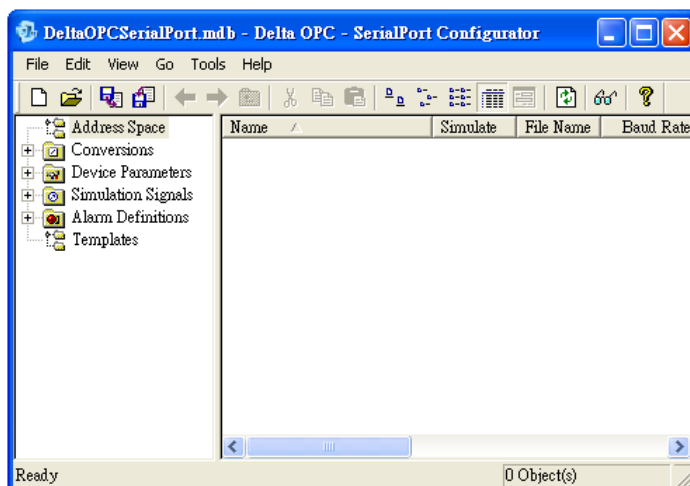 DeltaOPCSerialPort.mdb - Delta OPC - SerialPort Configurator
File Edit View Go Tools Help
Address Space
Conversions
Device Parameters
Simulation Signals
Alarm Definitions
Templates
Name Simulate File Name Baud Rate
Ready
0 Object(s)